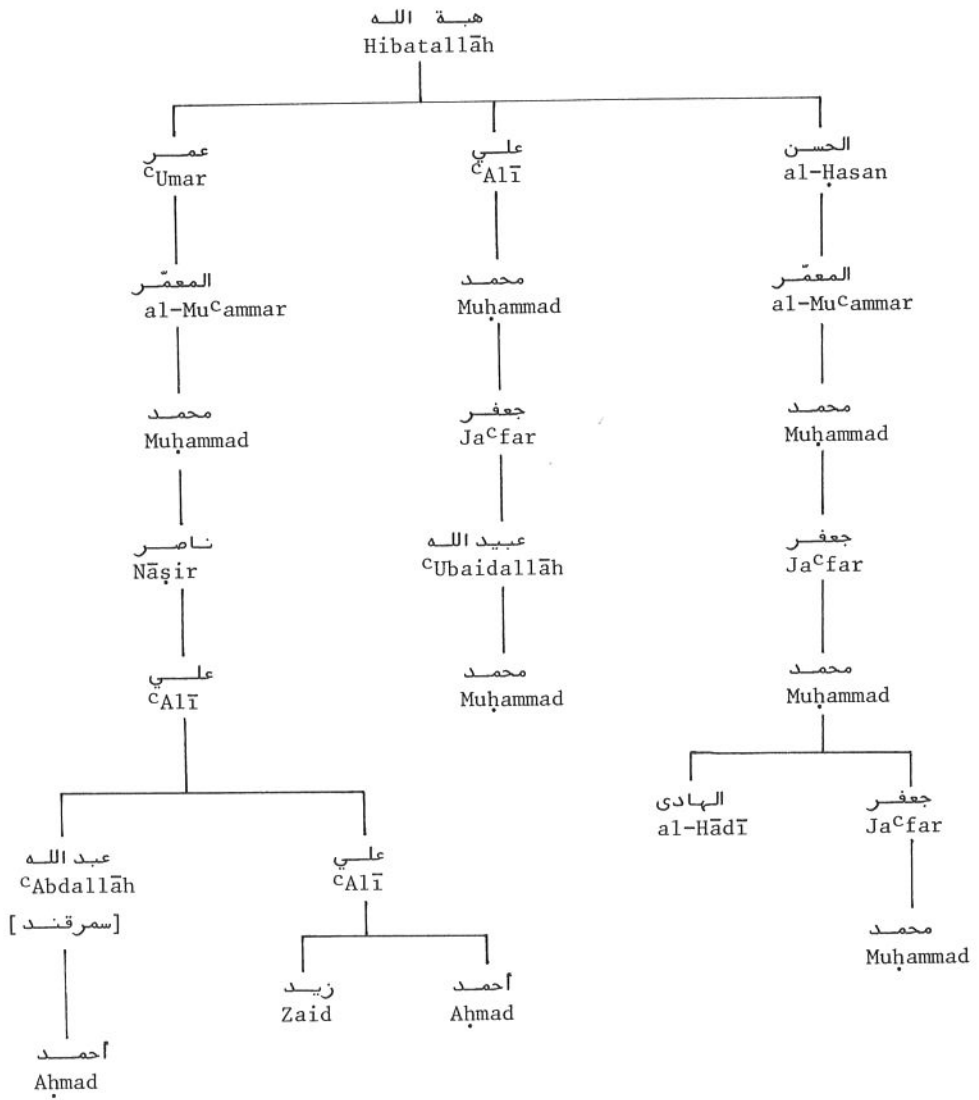 هبة الله
Hibatallāh
عمر
ᶜUmar
علي
ᶜAlī
الحسن
al-Ḥasan
المعمّر
al-Muᶜammar
محمد
Muḥammad
المعمّر
al-Muᶜammar
محمد
Muḥammad
جعفر
Jaᶜfar
محمد
Muḥammad
ناصر
Nāṣir
عبيد الله
ᶜUbaidallāh
جعفر
Jaᶜfar
علي
ᶜAlī
محمد
Muḥammad
محمد
Muḥammad
الهادى
al-Hādī
جعفر
Jaᶜfar
عبد الله
ᶜAbdallāh
[سمرقند]
علي
ᶜAlī
محمد
Muḥammad
زيد
Zaid
أحمد
Aḥmad
أحمد
Aḥmad